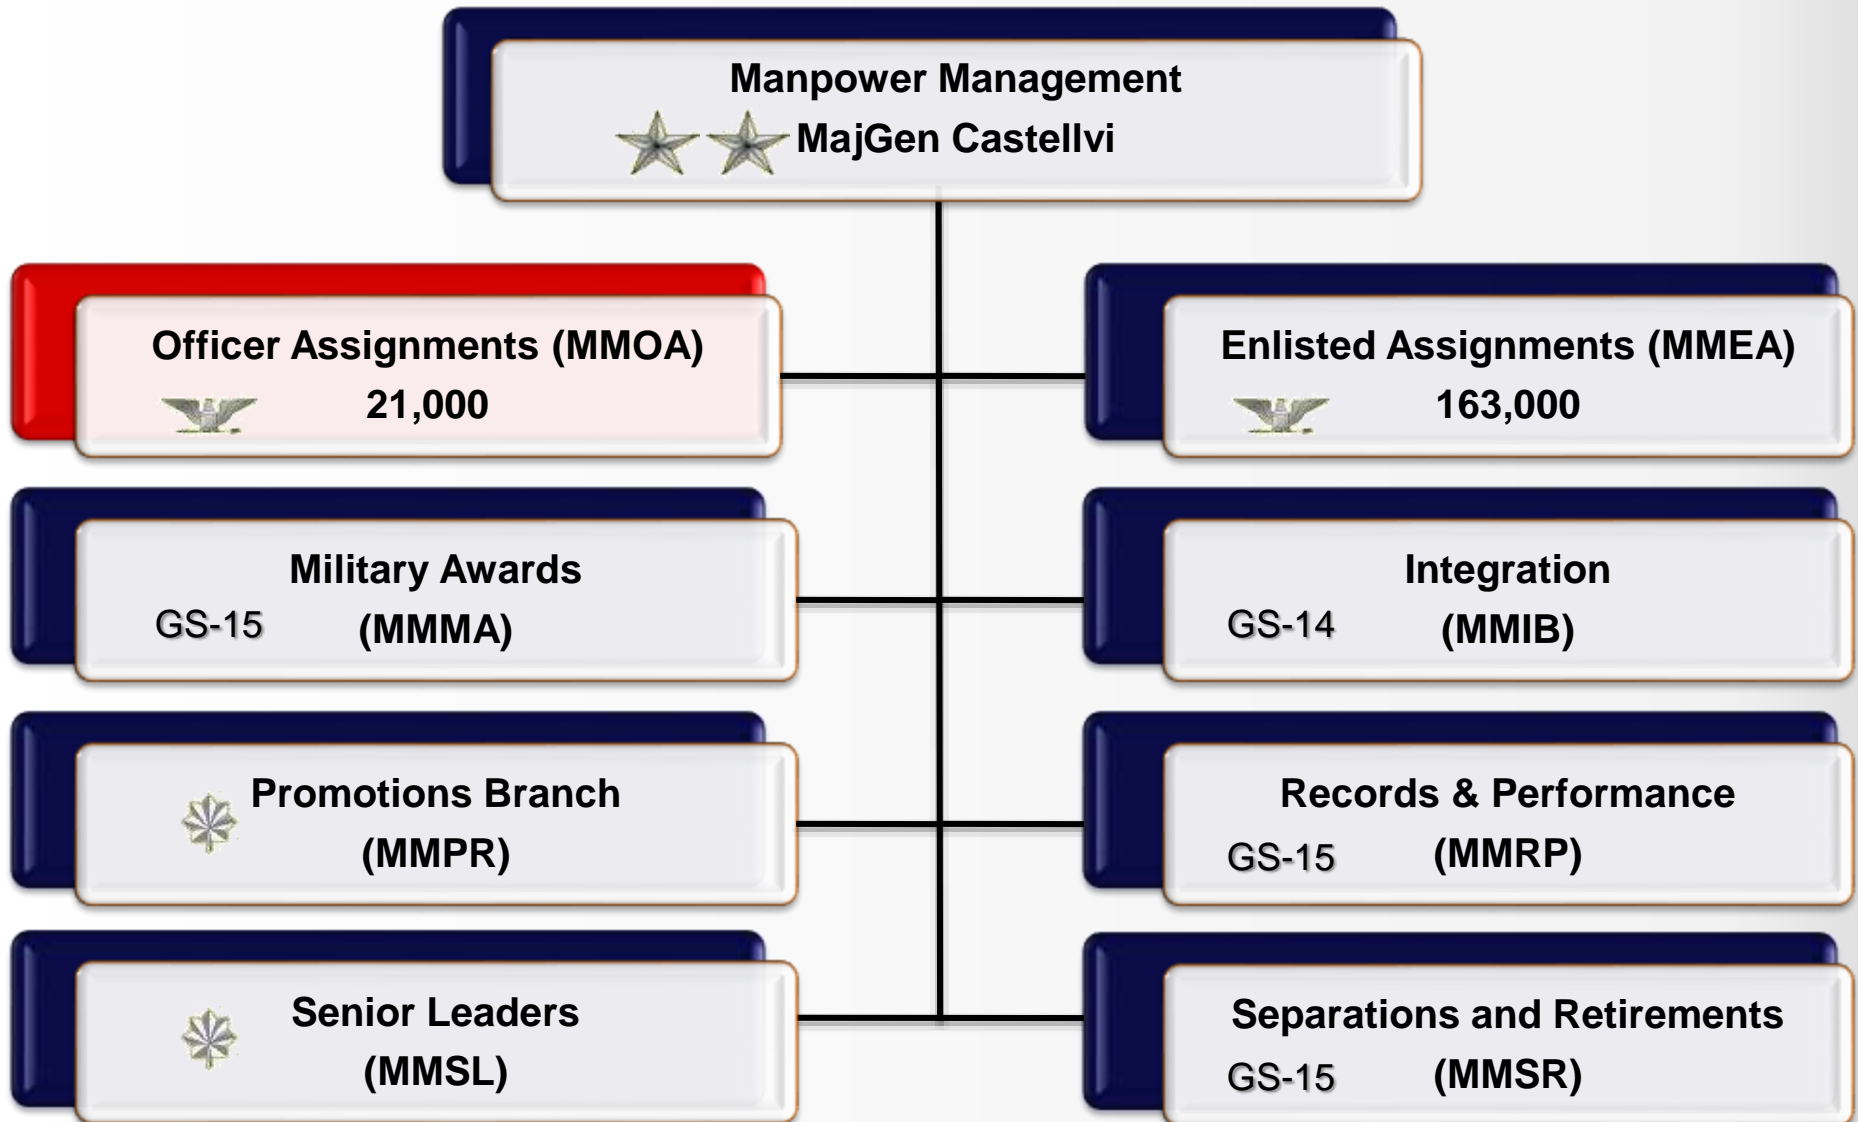 Manpower Management
MajGen Castellvi
Officer Assignments (MMOA)
21,000
Enlisted Assignments (MMEA)
163,000
Military Awards
GS-15 (MMMA)
Integration
GS-14 (MMIB)
Promotions Branch
(MMPR)
Records & Performance
GS-15 (MMRP)
Senior Leaders
(MMSL)
Separations and Retirements
GS-15 (MMSR)